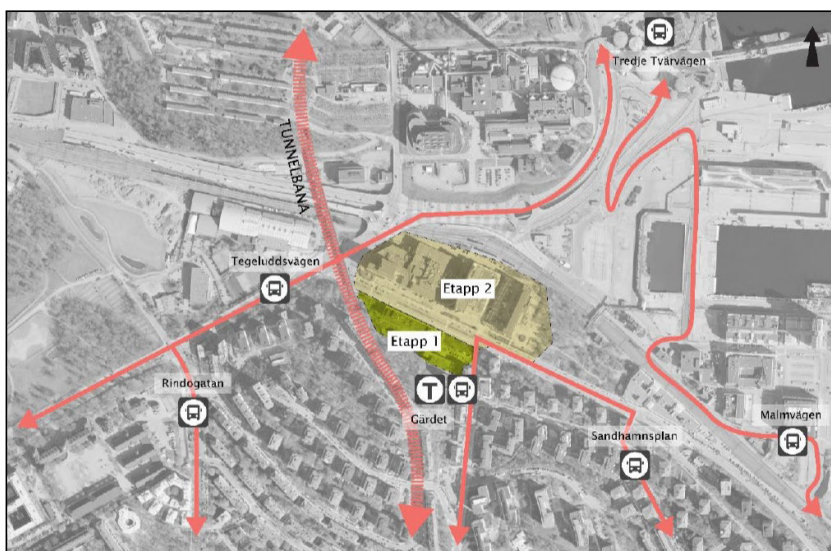 Tredje Tvärvägen
TUNNELBANA
Tegeluddsvägen
Etapp 2
Etapp 1
Rindogatan
T
Gärdet
Sandhamnsplan
Malmvägen